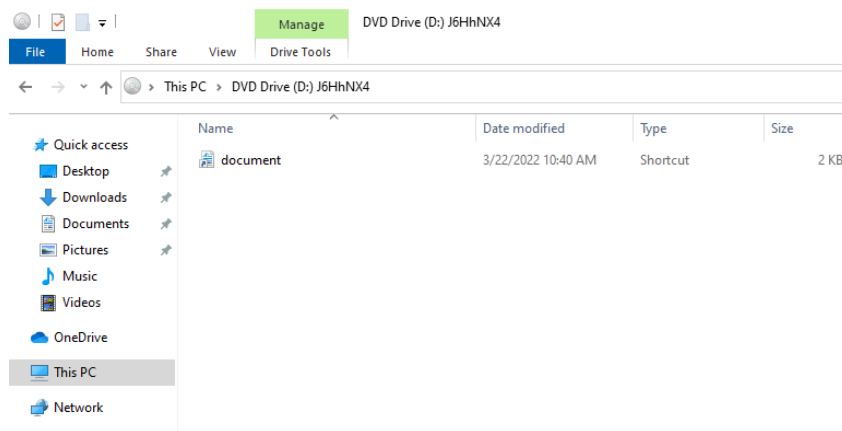 Manage DVD Drive (D:) J6HhNX4
File Home Share View Drive Tools
This PC DVD Drive (D:) J6HhNX4
Name Date modified Type Size
Quick access
document 3/22/2022 10:40 AM Shortcut 2 KB
Desktop
Downloads
Documents
Pictures
Music
Videos
OneDrive
This PC
Network